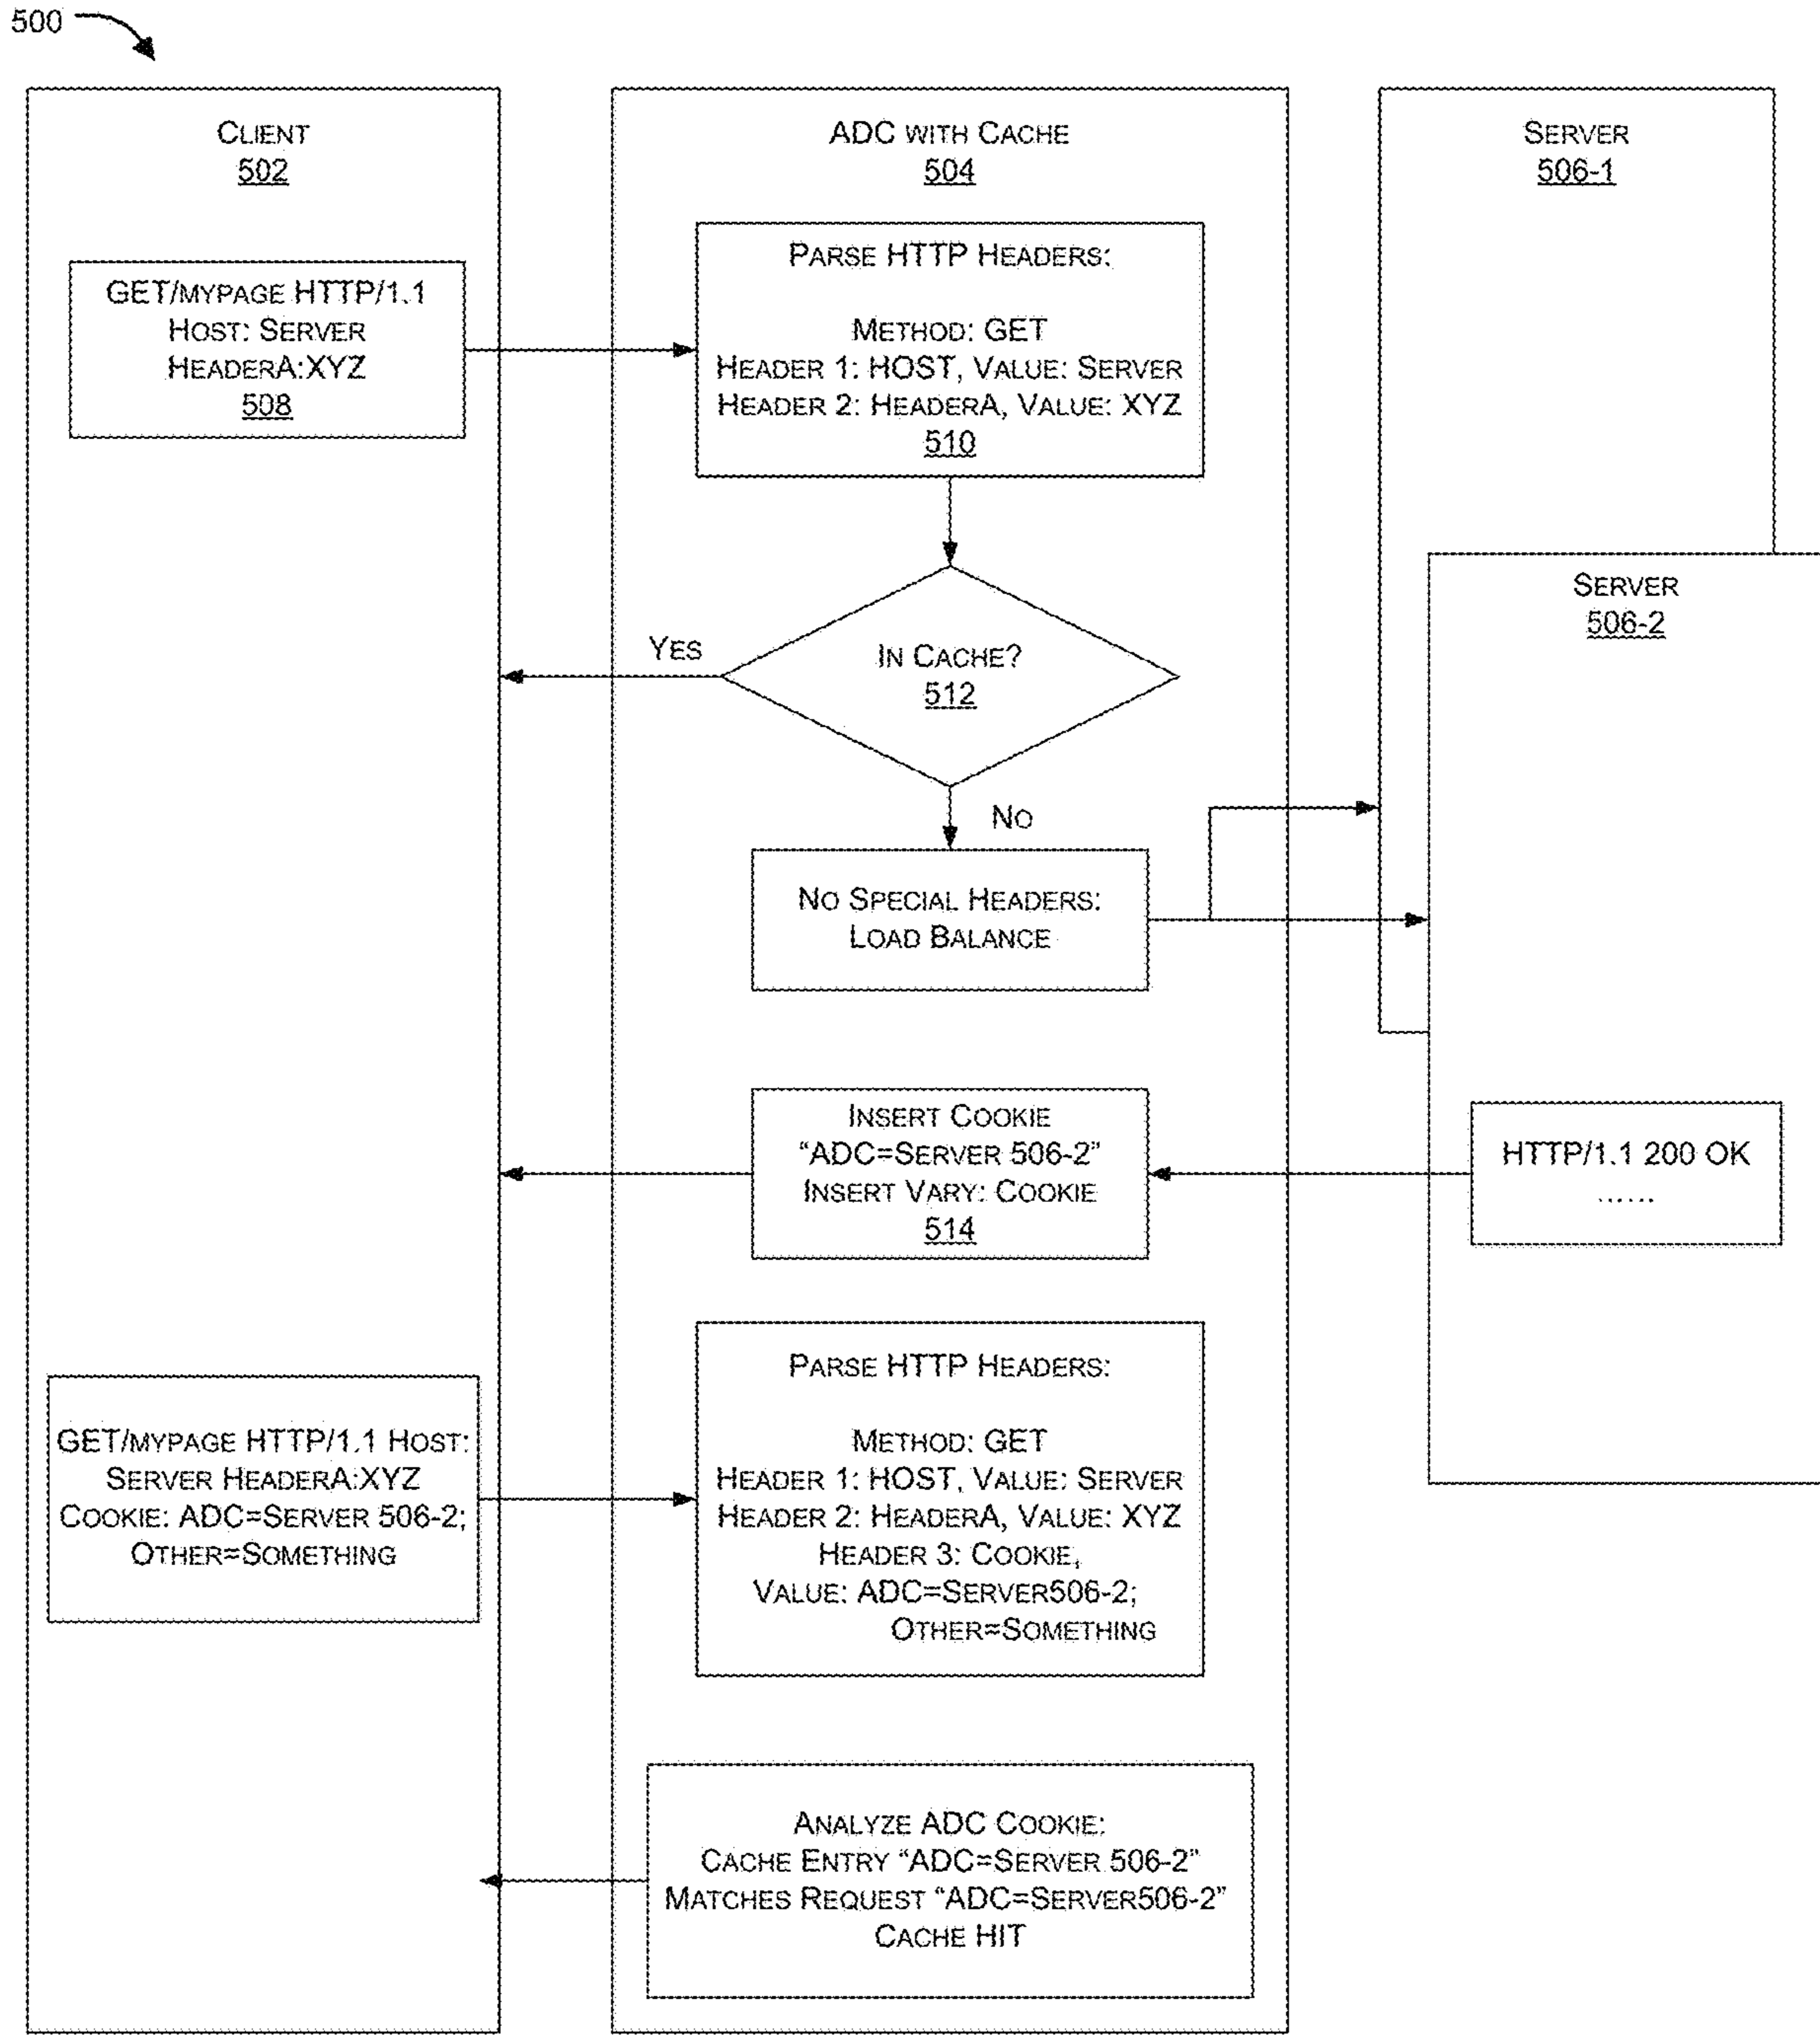 500
CLIENT
502
GET/MYPAGE HTTP/1.1
HOST: SERVER
HEADERA:XYZ
508
ADC WITH CACHE
504
PARSE HTTP HEADERS:
METHOD: GET
HEADER 1: HOST, VALUE: SERVER
HEADER 2: HEADERA, VALUE: XYZ
510
SERVER
506-1
SERVER
506-2
YES
IN CACHE?
512
NO
NO SPECIAL HEADERS:
LOAD BALANCE
INSERT COOKIE
“ADC=SERVER 506-2”
INSERT VARY: COOKIE
514
HTTP/1.1 200 OK
......
GET/MYPAGE HTTP/1.1 HOST:
SERVER HEADERA:XYZ
COOKIE: ADC=SERVER 506-2;
OTHER=SOMETHING
PARSE HTTP HEADERS:
METHOD: GET
HEADER 1: HOST, VALUE: SERVER
HEADER 2: HEADERA, VALUE: XYZ
HEADER 3: COOKIE,
VALUE: ADC=SERVER506-2;
OTHER=SOMETHING
ANALYZE ADC COOKIE:
CACHE ENTRY “ADC=SERVER 506-2”
MATCHES REQUEST “ADC=SERVER506-2”
CACHE HIT